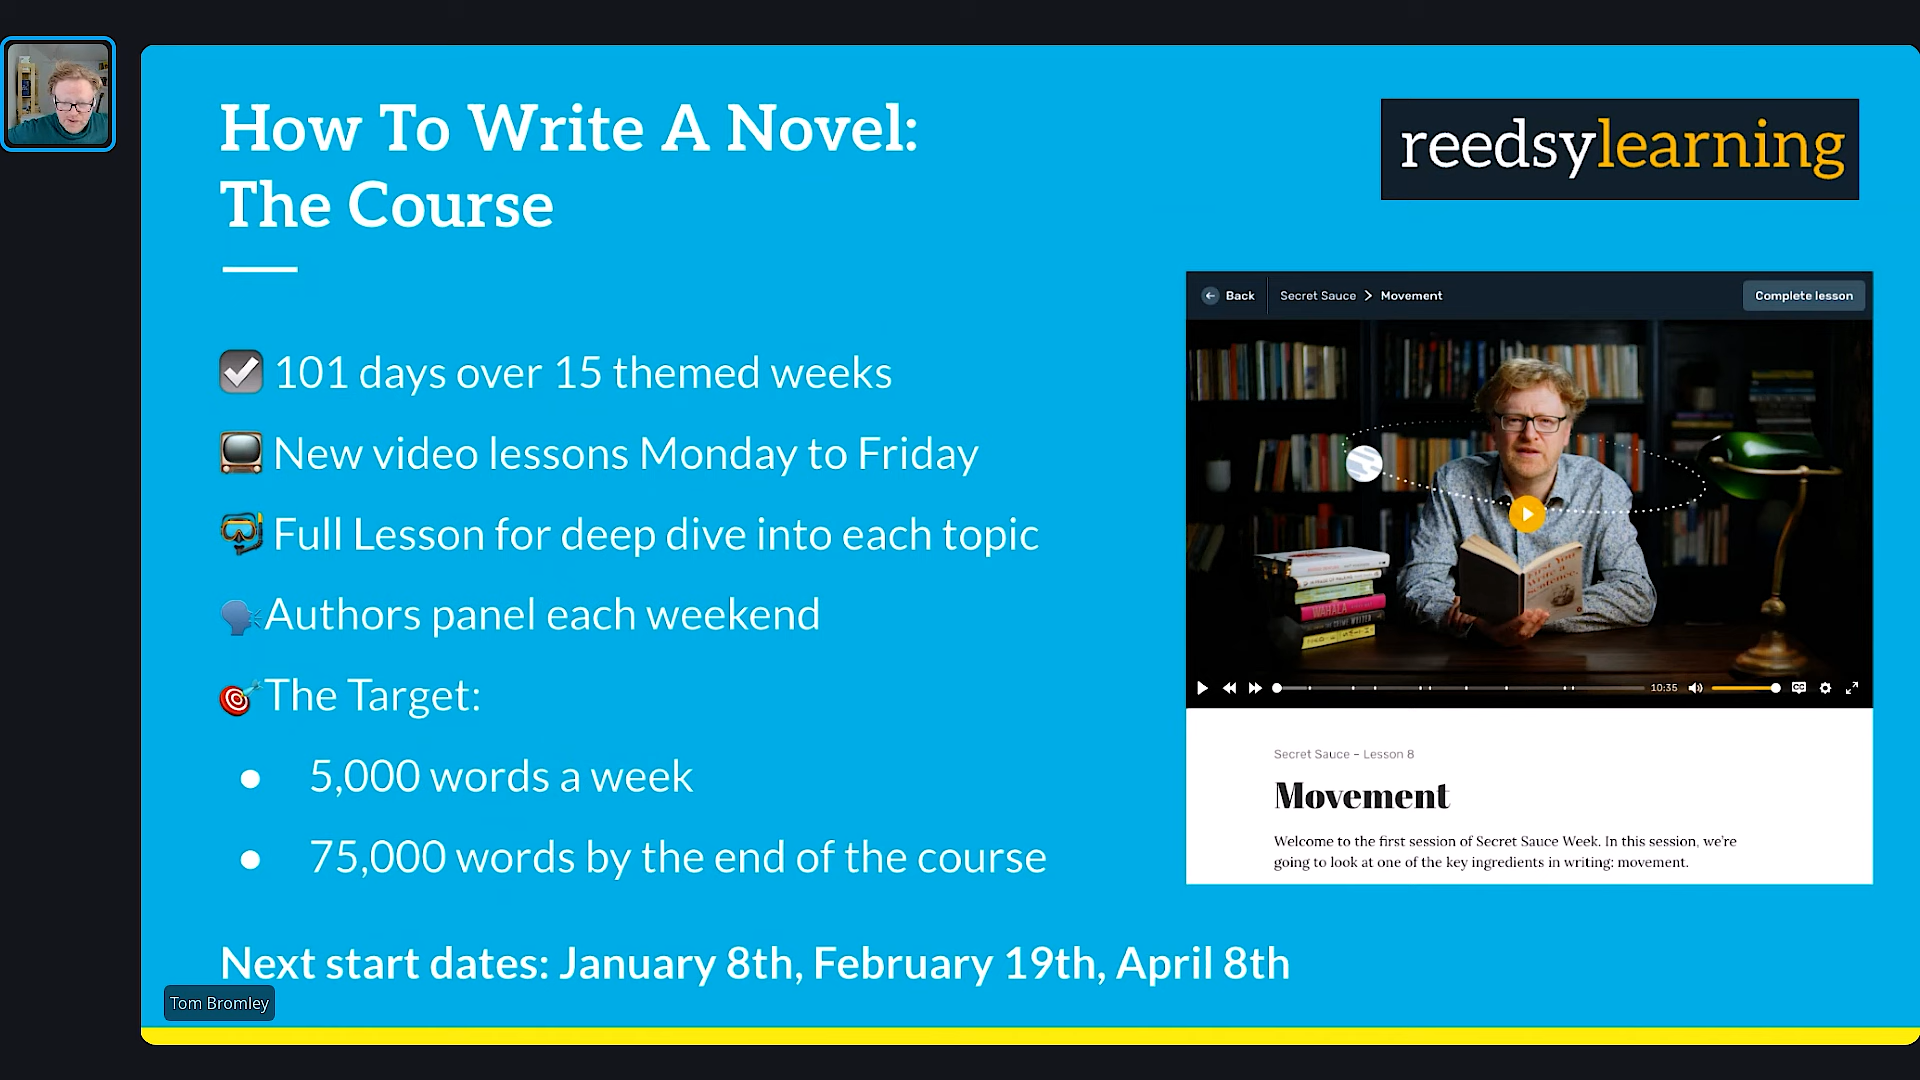 How To Write A Novel:
The Course
reedsylearning
101 days over 15 themed weeks
New video lessons Monday to Friday
Full Lesson for deep dive into each topic
Authors panel each weekend
The Target:
● 5,000 words a week
● 75,000 words by the end of the course
Next start dates: January 8th, February 19th, April 8th
Tom Bromley
Back
Secret Sauce > Movement
Complete lesson
WAHALA
10:35
Secret Sauce – Lesson 8
Movement
Welcome to the first session of Secret Sauce Week. In this session, we're
going to look at one of the key ingredients in writing: movement.